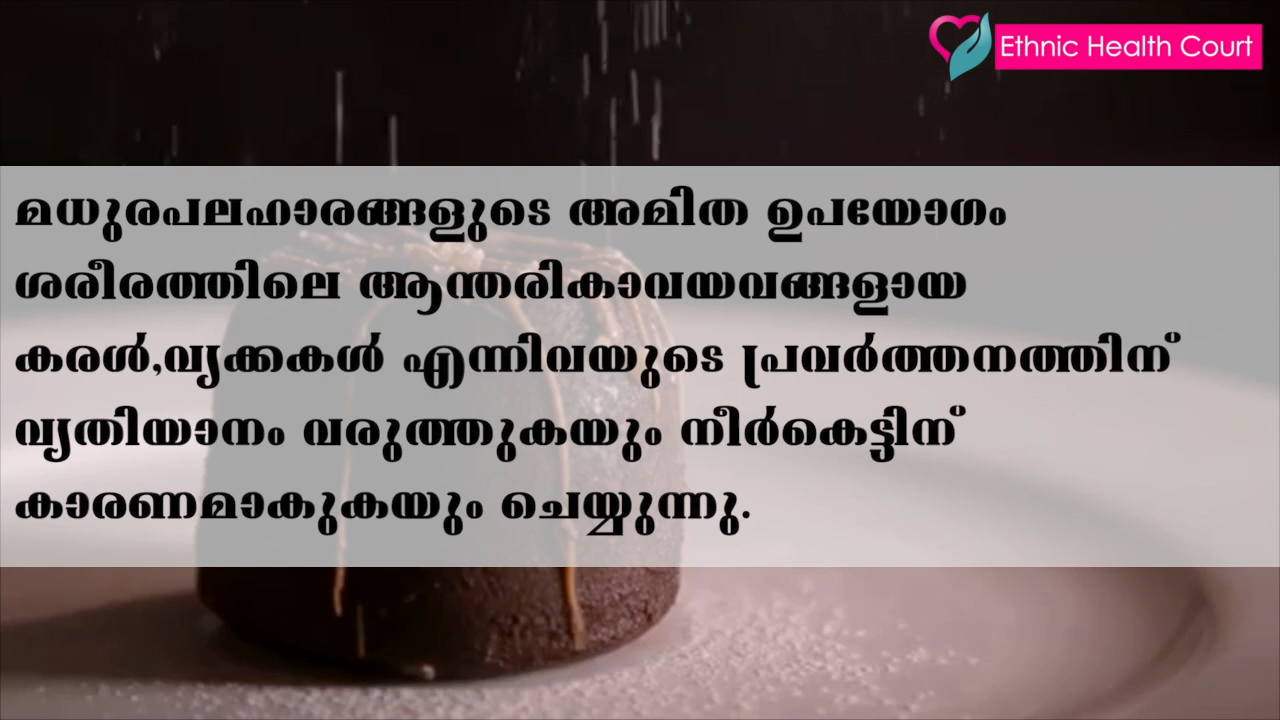 Ethnic Health Court
മധുരപലഹാരങ്ങളുടെ അമിത ഉപയോഗം
ശരീരത്തിലെ ആന്തരികാവയവങ്ങളായ
കരൾ,വൃക്കകൾ എന്നിവയുടെ പ്രവർത്തനത്തിന്
വ്യതിയാനം വരുത്തുകയും നീർകെട്ടിന്
കാരണമാകുകയും ചെയ്യുന്നു.